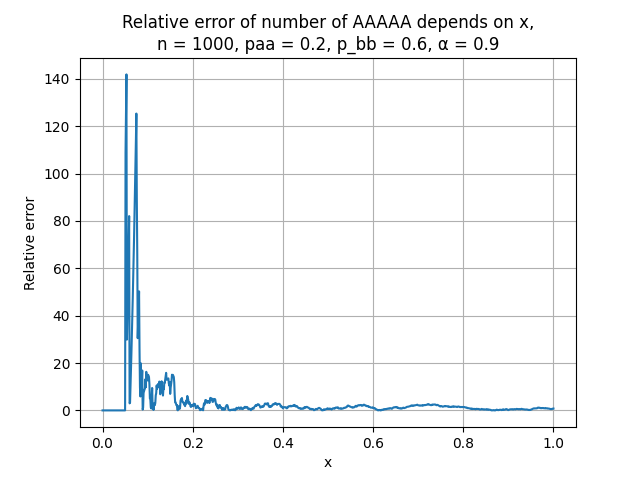 Relative error of number of AAAAA depends on x,
n = 1000, paa = 0.2, p_bb = 0.6, α = 0.9
140
120
100
80
60
40
20
0
Relative error
0.0 0.2 0.4 0.6 0.8 1.0
x